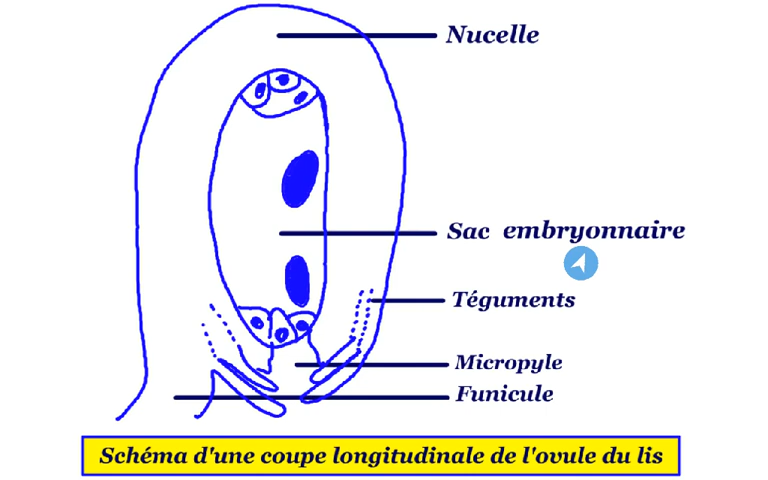 Nucelle
Sac embryonnaire
Téguments
Micropyle
Funicule
Schéma d'une coupe longitudinale de l'ovule du lis